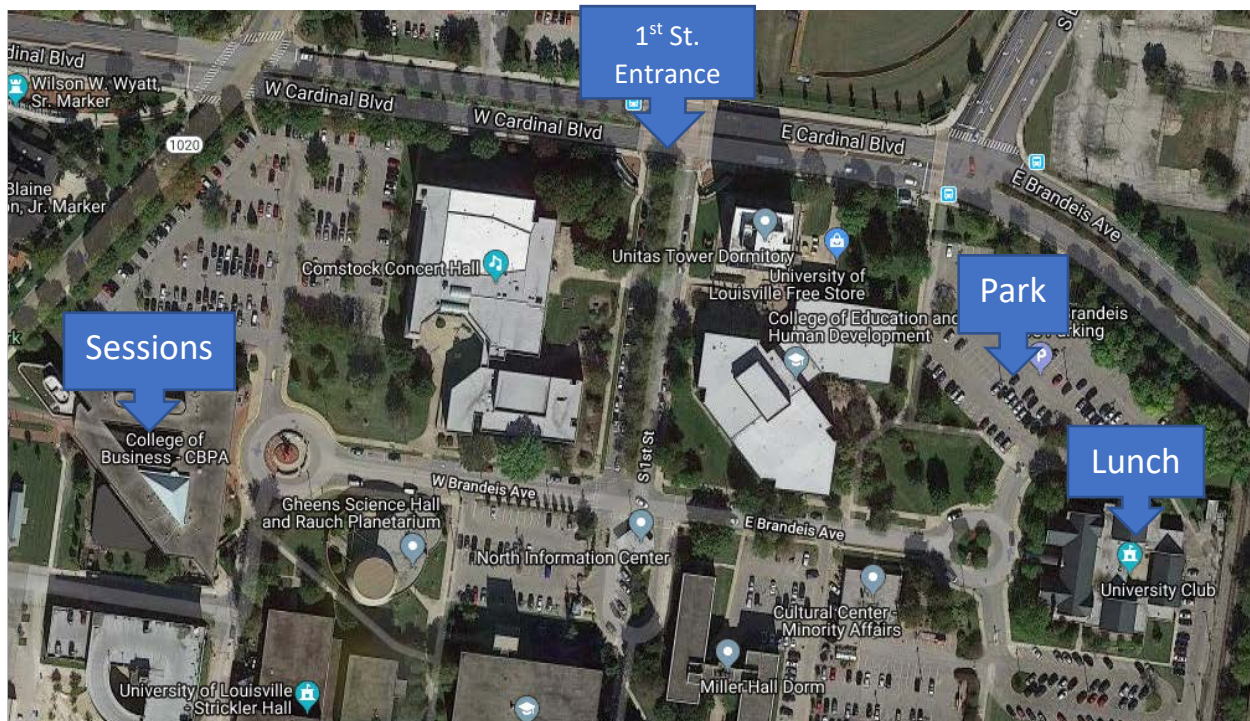 1st St.
Entrance
dinal Blvd
Wilson W. Wyatt,
Sr. Marker
W Cardinal Blvd
W Cardinal Blvd
E Cardinal Blvd
1020
E Brandeis Ave
Blaine
on, Jr. Marker
Unitas Tower Dormitory
University of
Louisville Free Store
Comstock Concert Hall
Park
College of Education and
Human Development
Brandeis
Parking
P
Sessions
College of
Business - CBPA
S 1st St
Lunch
W Brandeis Ave
Gheens Science Hall
and Rauch Planetarium
E Brandeis Ave
North Information Center
University Club
Cultural Center -
Minority Affairs
Miller Hall Dorm
University of Louisville
- Strickler Hall